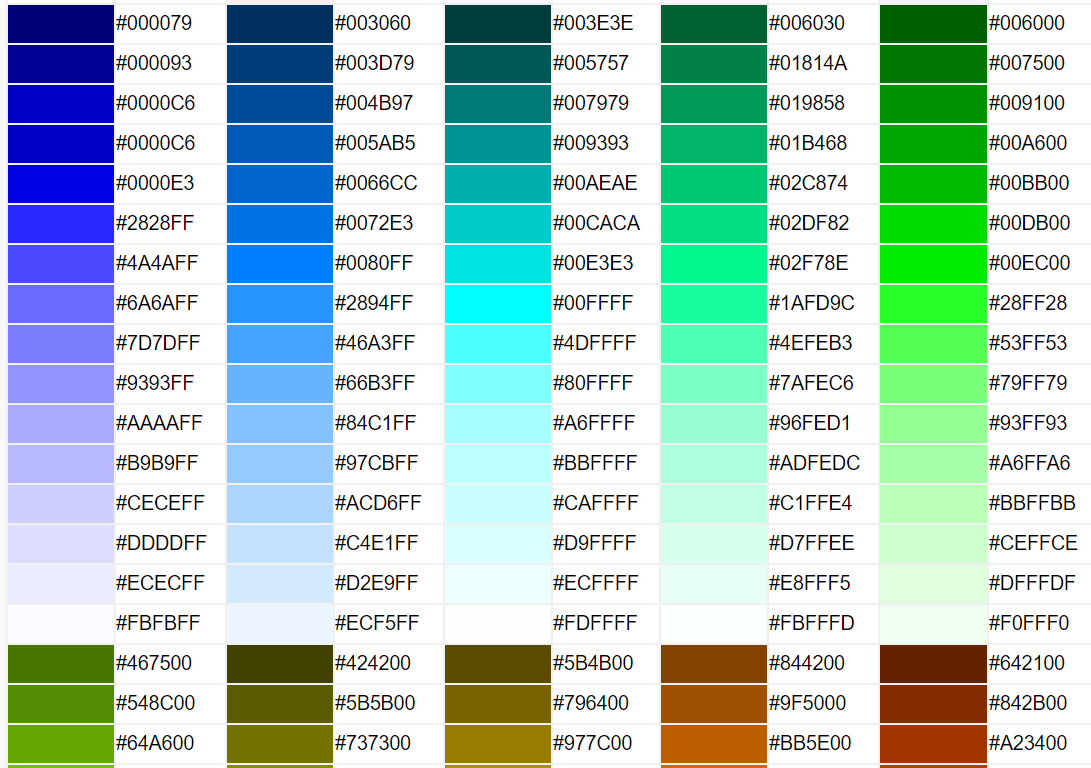 #000079 #003060 #003E3E #006030 #006000
#000093 #003D79 #005757 #01814A #007500
#0000C6 #004B97 #007979 #019858 #009100
#0000C6 #005AB5 #009393 #01B468 #00A600
#0000E3 #0066CC #00AEAE #02C874 #00BB00
#2828FF #0072E3 #00CACA #02DF82 #00DB00
#4A4AFF #0080FF #00E3E3 #02F78E #00EC00
#6A6AFF #2894FF #00FFFF #1AFD9C #28FF28
#7D7DFF #46A3FF #4DFFFF #4EFEB3 #53FF53
#9393FF #66B3FF #80FFFF #7AFEC6 #79FF79
#AAAAFF #84C1FF #A6FFFF #96FED1 #93FF93
#B9B9FF #97CBFF #BBFFFF #ADFEDC #A6FFA6
#CECEFF #ACD6FF #CAFFFF #C1FFE4 #BBFFBB
#DDDDFF #C4E1FF #D9FFFF #D7FFEE #CEFFCE
#ECECFF #D2E9FF #ECFFFF #E8FFF5 #DFFFDF
#FBFBFF #ECF5FF #FDFFFF #FBFFFD #F0FFF0
#467500 #424200 #5B4B00 #844200 #642100
#548C00 #5B5B00 #796400 #9F5000 #842B00
#64A600 #737300 #977C00 #BB5E00 #A23400